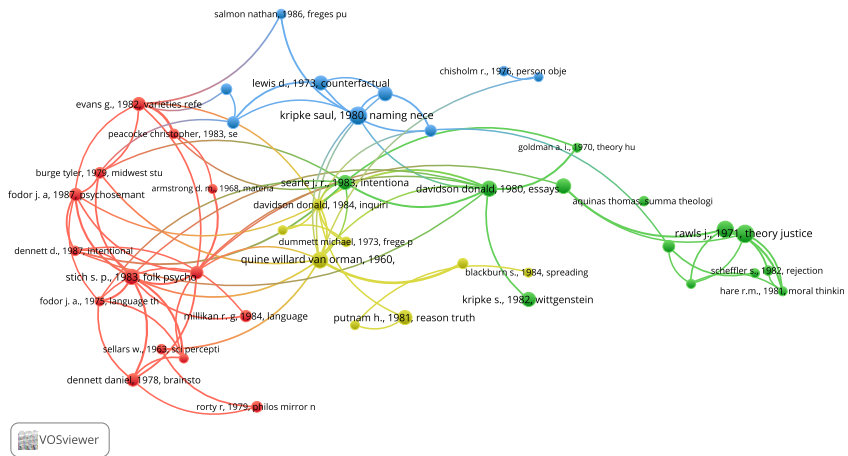 salmon nathan, 1986, freges pu
chisholm r., 1976, person obje
lewis d., 1973, counterfactual
evans g., 1982, varieties refe
kripke saul, 1980, naming nece
peacocke christopher, 1983, se
goldman a. i., 1970, theory hu
burge tyler, 1979, midwest stu
searle j. r., 1983, intentiona
armstrong d. m., 1968, materia
davidson donald, 1980, essays
fodor j. a, 1987, psychosemant
aquinas thomas, summa theologi
davidson donald, 1984, inquiri
rawls j., 1971, theory justice
dummett michael, 1973, frege p
dennett d., 1987, intentional
quine willard van orman, 1960,
blackburn s., 1984, spreading
scheffler s., 1982, rejection
stich s. p., 1983, folk psycho
hare r.m., 1981, moral thinkin
fodor j. a., 1975, language th
kripke s., 1982, wittgenstein
millikan r. g, 1984, language
putnam h., 1981, reason truth
sellars w., 1963, sci percepti
dennett daniel, 1978, brainsto
rorty r, 1979, philos mirror n
VOSviewer